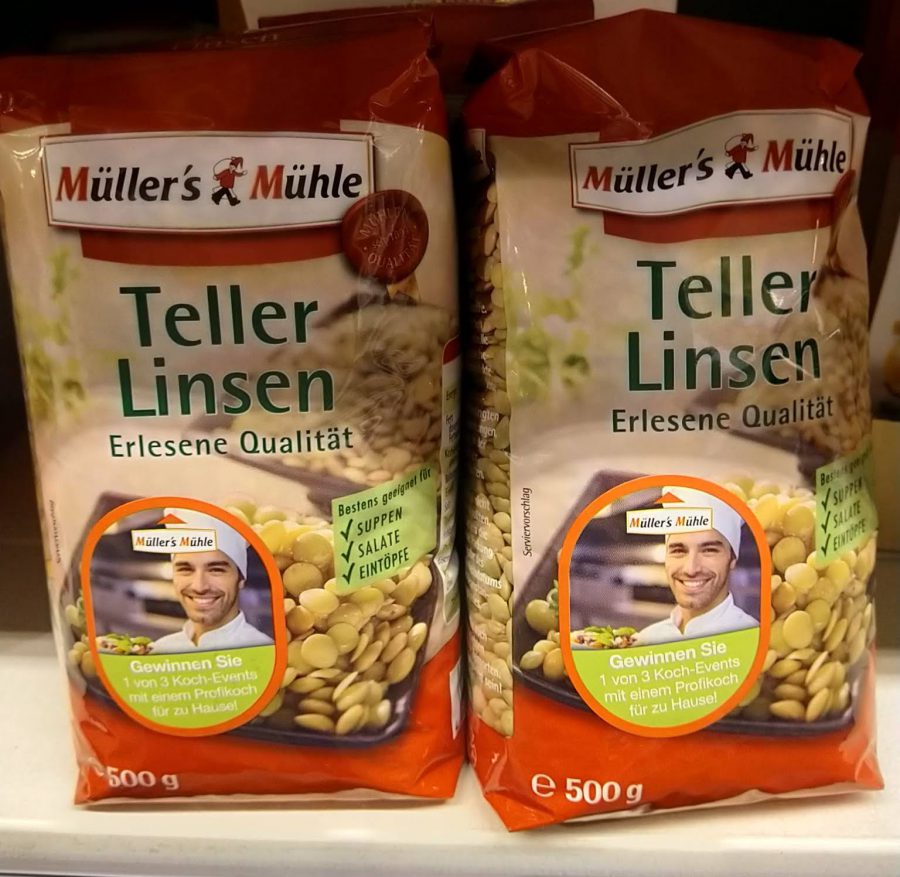 Müller's Mühle
MÜHLEN
QUALITÄT
Teller
Linsen
Erlesene Qualität
Bestens geeignet für
✓ SUPPEN
✓ SALATE
✓ EINTÖPFE
Müller's Mühle
Gewinnen Sie
1 von 3 Koch-Events
mit einem Profikoch
für zu Hause!
500 g
Müller's Mühle
Teller
Linsen
Erlesene Qualität
Serviervorschlag
Bestens
✓ SUPPEN
✓ SALATE
✓ EINTÖPFE
Müller's Mühle
Gewinnen Sie
1 von 3 Koch-Events
mit einem Profikoch
für zu Hause!
e 500 g